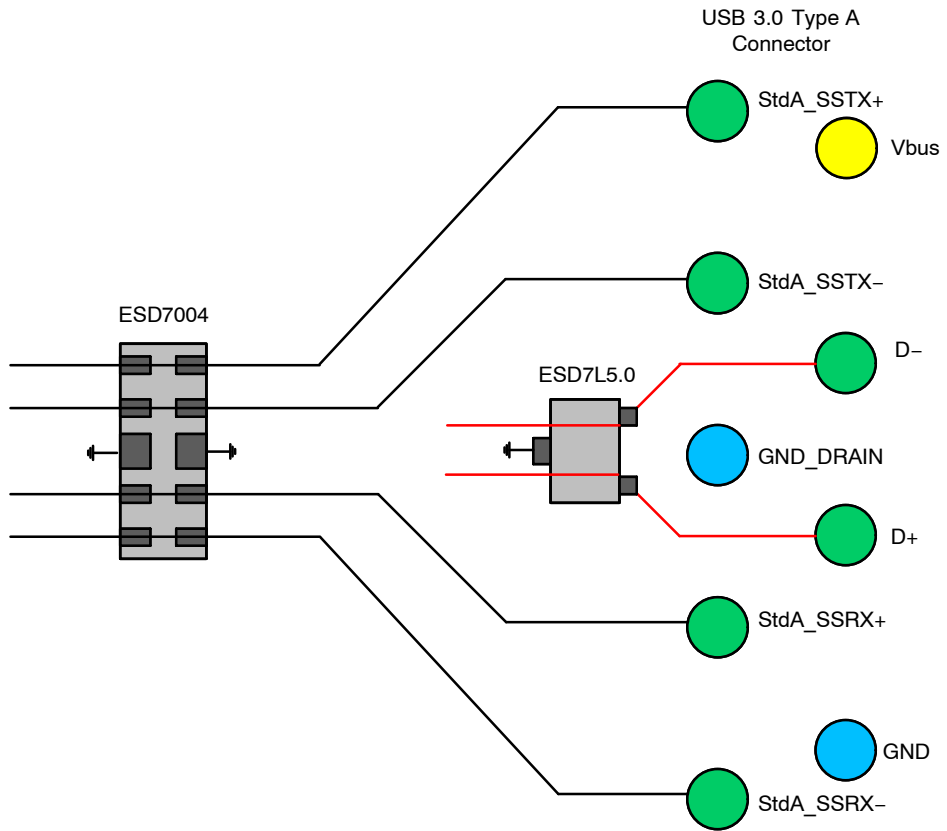 USB 3.0 Type A
Connector
StdA_SSTX+
Vbus
StdA_SSTX−
ESD7004
D−
ESD7L5.0
GND_DRAIN
D+
StdA_SSRX+
GND
StdA_SSRX−